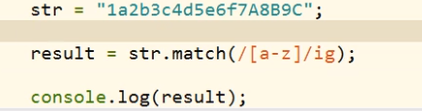 str = "1a2b3c4d5e6f7A8B9C";
result = str.match(/[a-z]/ig);
console.log(result);